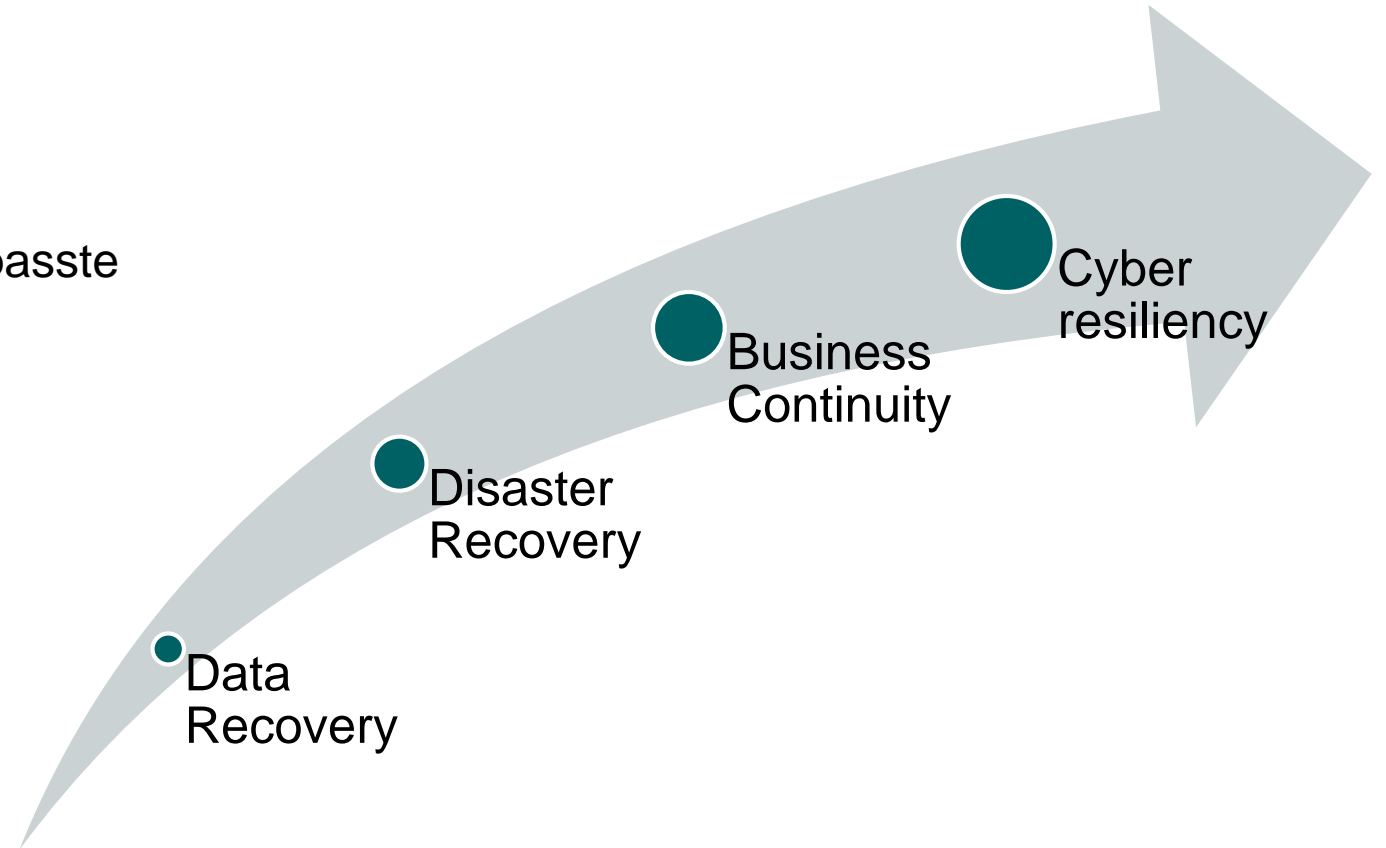 Cyber
resiliency
Business
Continuity
Disaster
Recovery
Data
Recovery